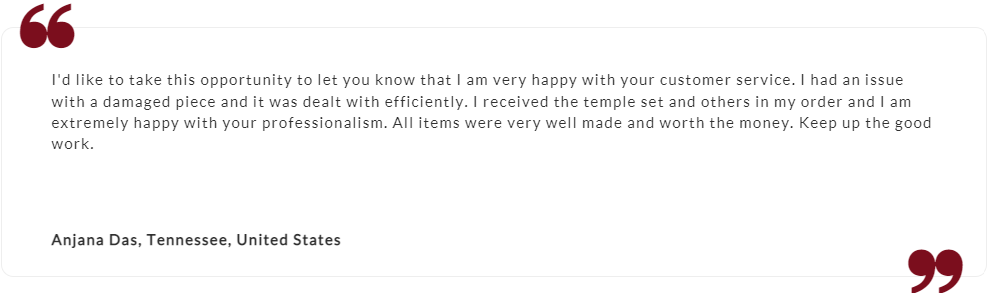 I'd like to take this opportunity to let you know that I am very happy with your customer service. I had an issue
with a damaged piece and it was dealt with efficiently. I received the temple set and others in my order and I am
extremely happy with your professionalism. All items were very well made and worth the money. Keep up the good
work.
Anjana Das, Tennessee, United States